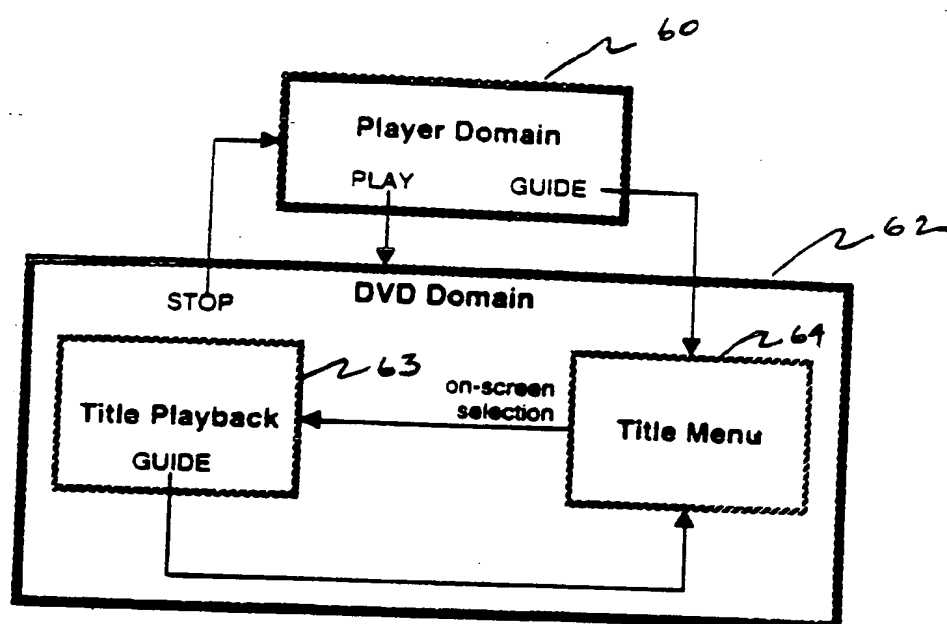 60
Player Domain
PLAY
GUIDE
62
STOP
DVD Domain
64
63
on-screen
selection
Title Playback
GUIDE
Title Menu